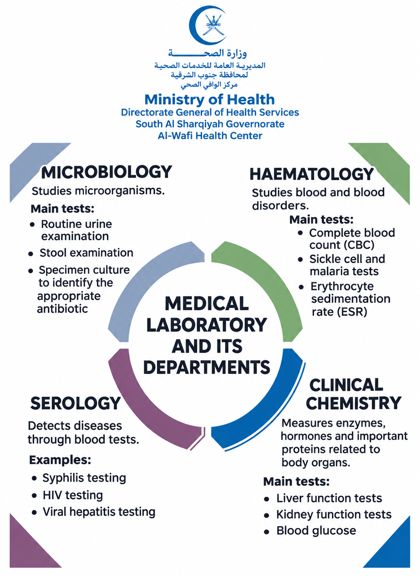 وزارة الصحـــــــة
المديرية العامة للخدمات الصحية
لمحافظة جنوب الشرقية
مركز الوافي الصحي
Ministry of Health
Directorate General of Health Services
South Al Sharqiyah Governorate
Al-Wafi Health Center
MICROBIOLOGY
Studies microorganisms.
Main tests:
• Routine urine
examination
• Stool examination
• Specimen culture
to identify the
appropriate
antibiotic
HAEMATOLOGY
Studies blood and blood
disorders.
Main tests:
• Complete blood
count (CBC)
• Sickle cell and
malaria tests
• Erythrocyte
sedimentation
rate (ESR)
MEDICAL
LABORATORY
AND ITS
DEPARTMENTS
SEROLOGY
Detects diseases
through blood tests.
Examples:
• Syphilis testing
• HIV testing
• Viral hepatitis testing
CLINICAL
CHEMISTRY
Measures enzymes,
hormones and important
proteins related to
body organs.
Main tests:
• Liver function tests
• Kidney function tests
• Blood glucose